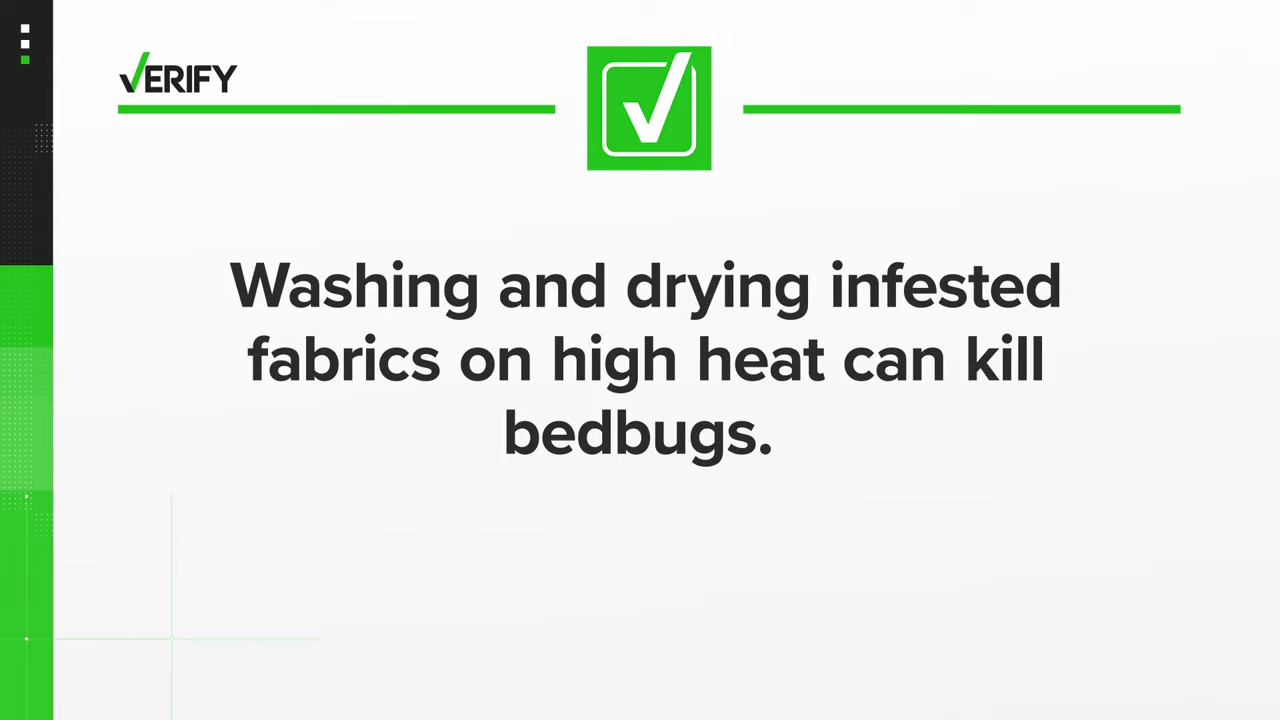 VERIFY
Washing and drying infested
fabrics on high heat can kill
bedbugs.